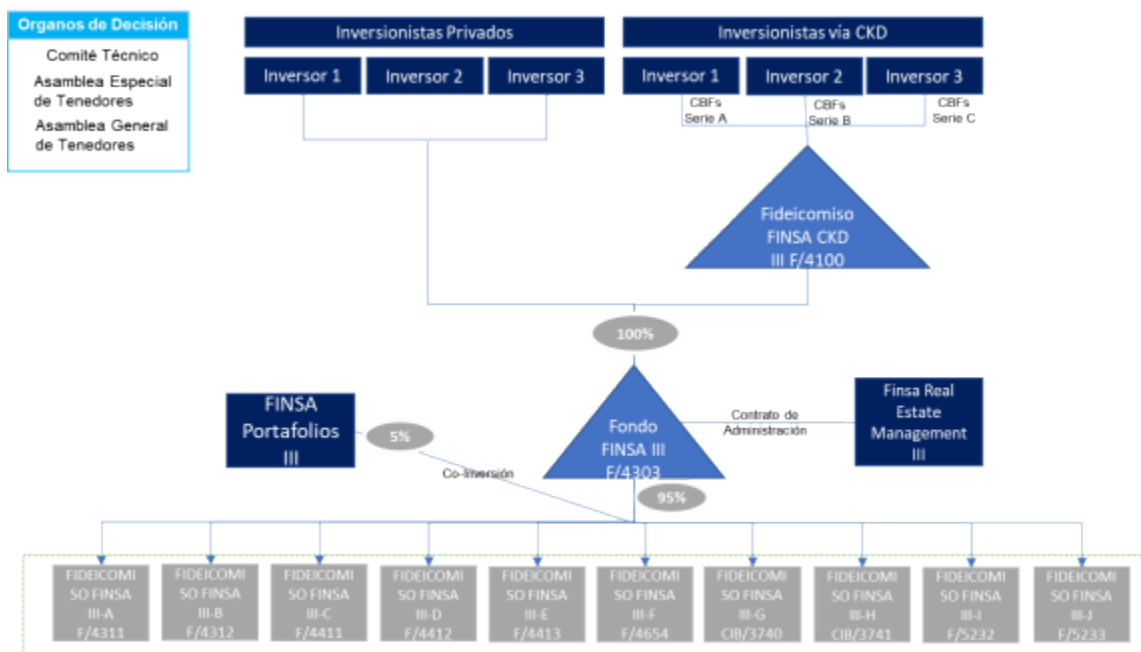 Organos de Decisión
Comité Técnico
Asamblea Especial
de Tenedores
Asamblea General
de Tenedores
Inversionistas Privados
Inversor 1
Inversor 2
Inversor 3
Inversionistas vía CKD
Inversor 1
Inversor 2
Inversor 3
CBFs
Serie A
CBFs
Serie B
CBFs
Serie C
Fideicomiso
FINSA CKD
III F/4100
100%
FINSA
Portafolios
III
5%
Co-Inversión
Fondo
FINSA III
F/4303
95%
Contrato de
Administración
Finsa Real
Estate
Management
III
FIDEICOMI
SO FINSA
III-A
F/4311
FIDEICOMI
SO FINSA
III-B
F/4312
FIDEICOMI
SO FINSA
III-C
F/4411
FIDEICOMI
SO FINSA
III-D
F/4412
FIDEICOMI
SO FINSA
III-E
F/4413
FIDEICOMI
SO FINSA
III-F
F/4654
FIDEICOMI
SO FINSA
III-G
CIB/3740
FIDEICOMI
SO FINSA
III-H
CIB/3741
FIDEICOMI
SO FINSA
III-I
F/5232
FIDEICOMI
SO FINSA
III-J
F/5233